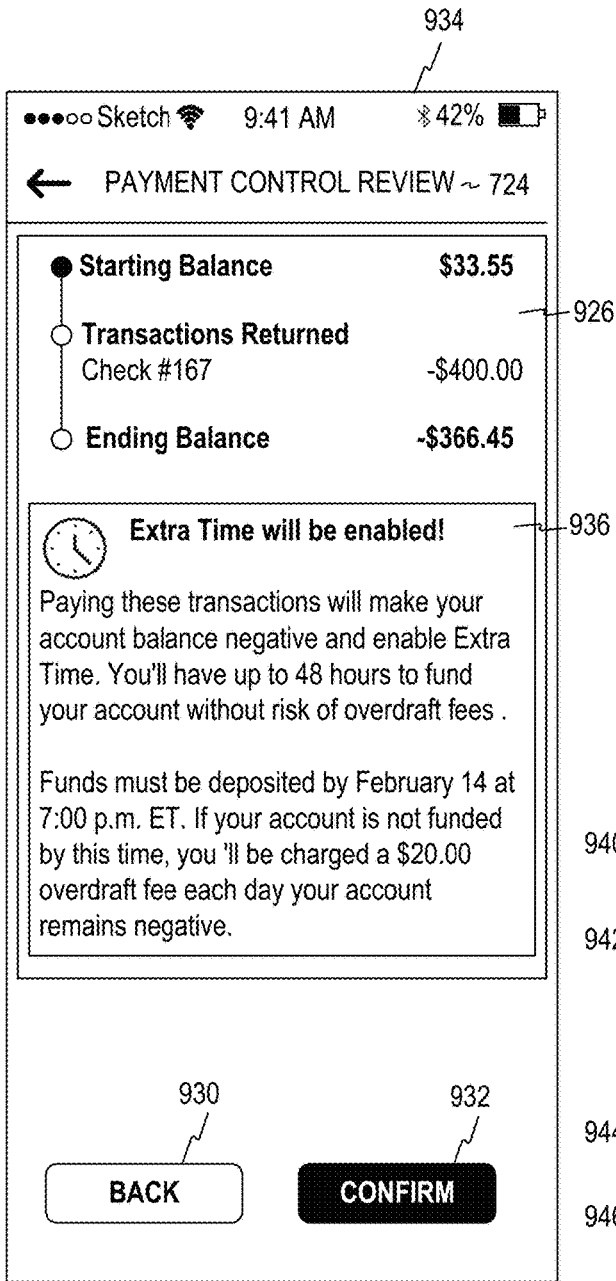 934
Sketch 9:41 AM 42%
PAYMENT CONTROL REVIEW ~ 724
Starting Balance $33.55
926
Transactions Returned
Check #167 -$400.00
Ending Balance -$366.45
Extra Time will be enabled!
936
Paying these transactions will make your
account balance negative and enable Extra
Time. You'll have up to 48 hours to fund
your account without risk of overdraft fees .
Funds must be deposited by February 14 at
7:00 p.m. ET. If your account is not funded
by this time, you 'll be charged a $20.00
overdraft fee each day your account
remains negative.
942
930 932
944
BACK CONFIRM
946